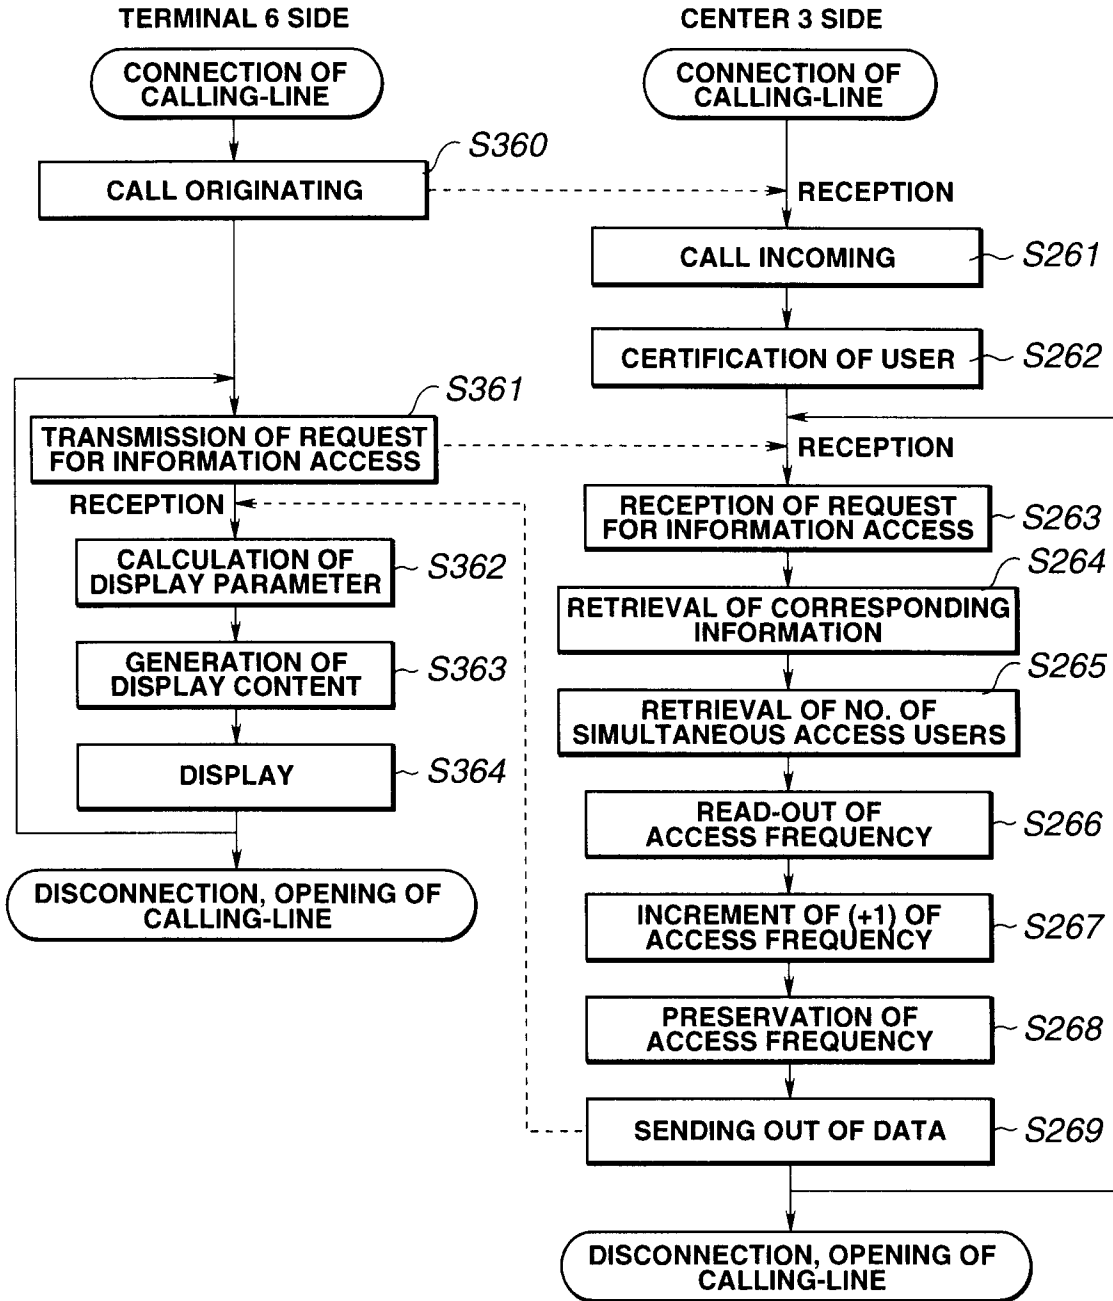 TERMINAL 6 SIDE
CONNECTION OF
CALLING-LINE
S360
CALL ORIGINATING
S361
TRANSMISSION OF REQUEST
FOR INFORMATION ACCESS
RECEPTION
CALCULATION OF
DISPLAY PARAMETER
S362
GENERATION OF
DISPLAY CONTENT
S363
DISPLAY
S364
DISCONNECTION, OPENING OF
CALLING-LINE
CENTER 3 SIDE
CONNECTION OF
CALLING-LINE
RECEPTION
CALL INCOMING
S261
CERTIFICATION OF USER
S262
RECEPTION
RECEPTION OF REQUEST
FOR INFORMATION ACCESS
S263
S264
RETRIEVAL OF CORRESPONDING
INFORMATION
S265
RETRIEVAL OF NO. OF
SIMULTANEOUS ACCESS USERS
READ-OUT OF
ACCESS FREQUENCY
S266
INCREMENT OF (+1) OF
ACCESS FREQUENCY
S267
PRESERVATION OF
ACCESS FREQUENCY
S268
SENDING OUT OF DATA
S269
DISCONNECTION, OPENING OF
CALLING-LINE